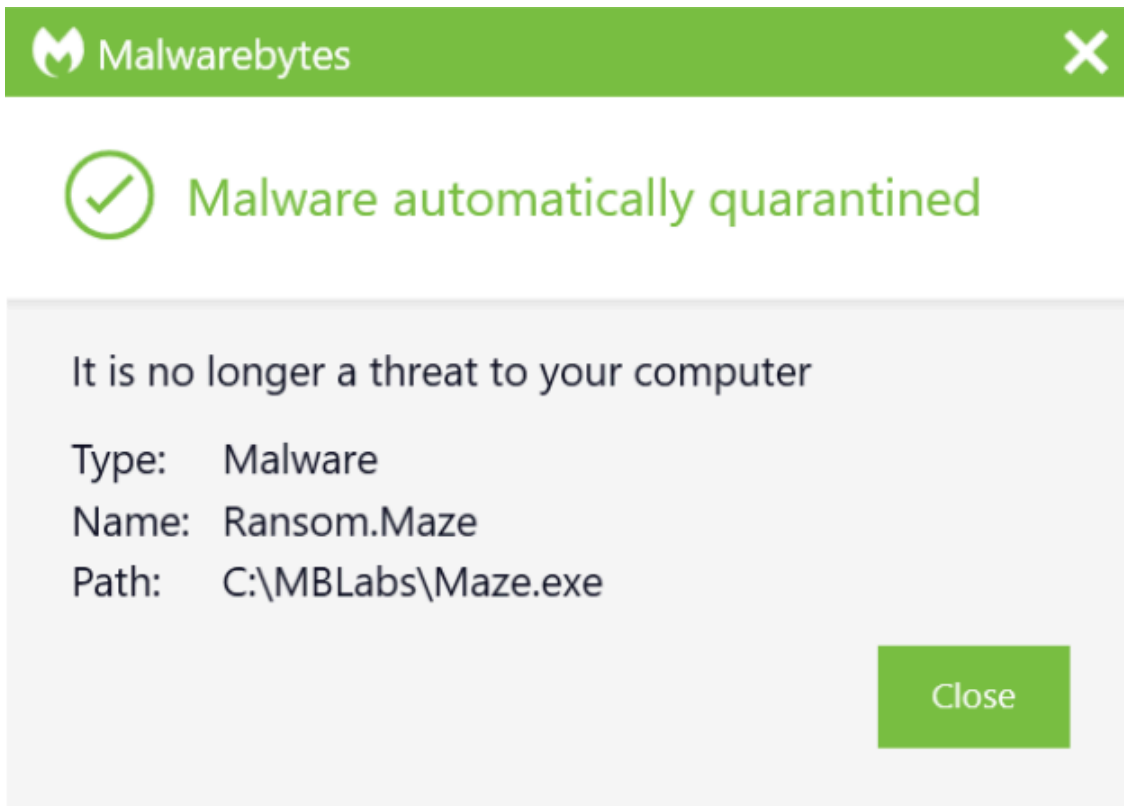 Malwarebytes
Malware automatically quarantined
It is no longer a threat to your computer
Type: Malware
Name: Ransom.Maze
Path: C:\MBLabs\Maze.exe
Close